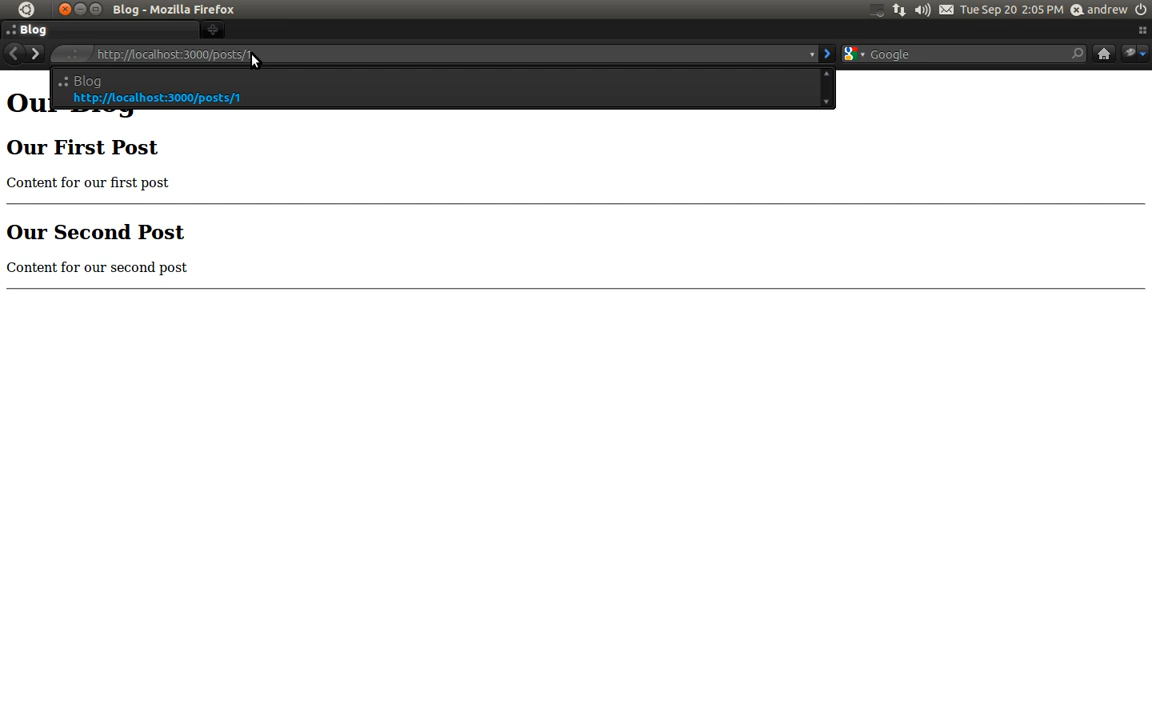 Blog - Mozilla Firefox
Tue Sep 20 2:05 PM andrew
Blog
http://localhost:3000/posts/1
Google
Blog
http://localhost:3000/posts/1
Our Blog
Our First Post
Content for our first post
Our Second Post
Content for our second post